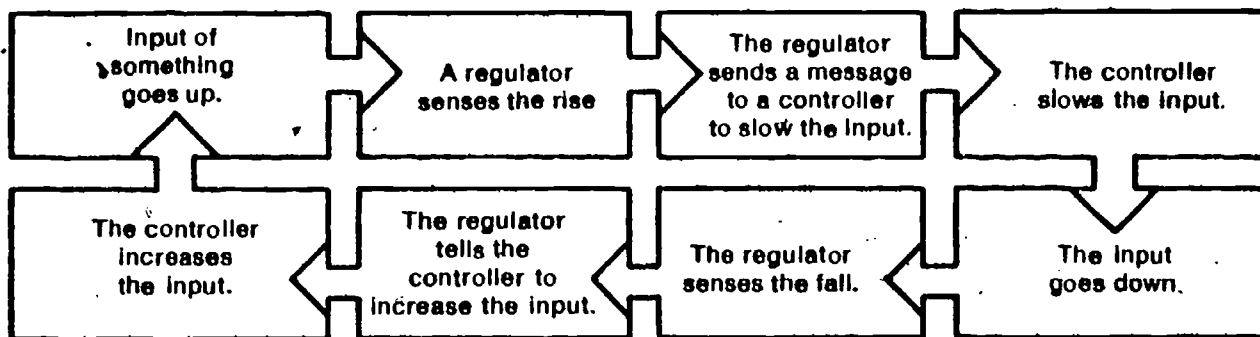 Input of
something
goes up.
A regulator
senses the rise
The regulator
sends a message
to a controller
to slow the input.
The controller
slows the input.
The input
goes down.
The regulator
senses the fall.
The regulator
tells the
controller to
increase the input.
The controller
increases
the input.